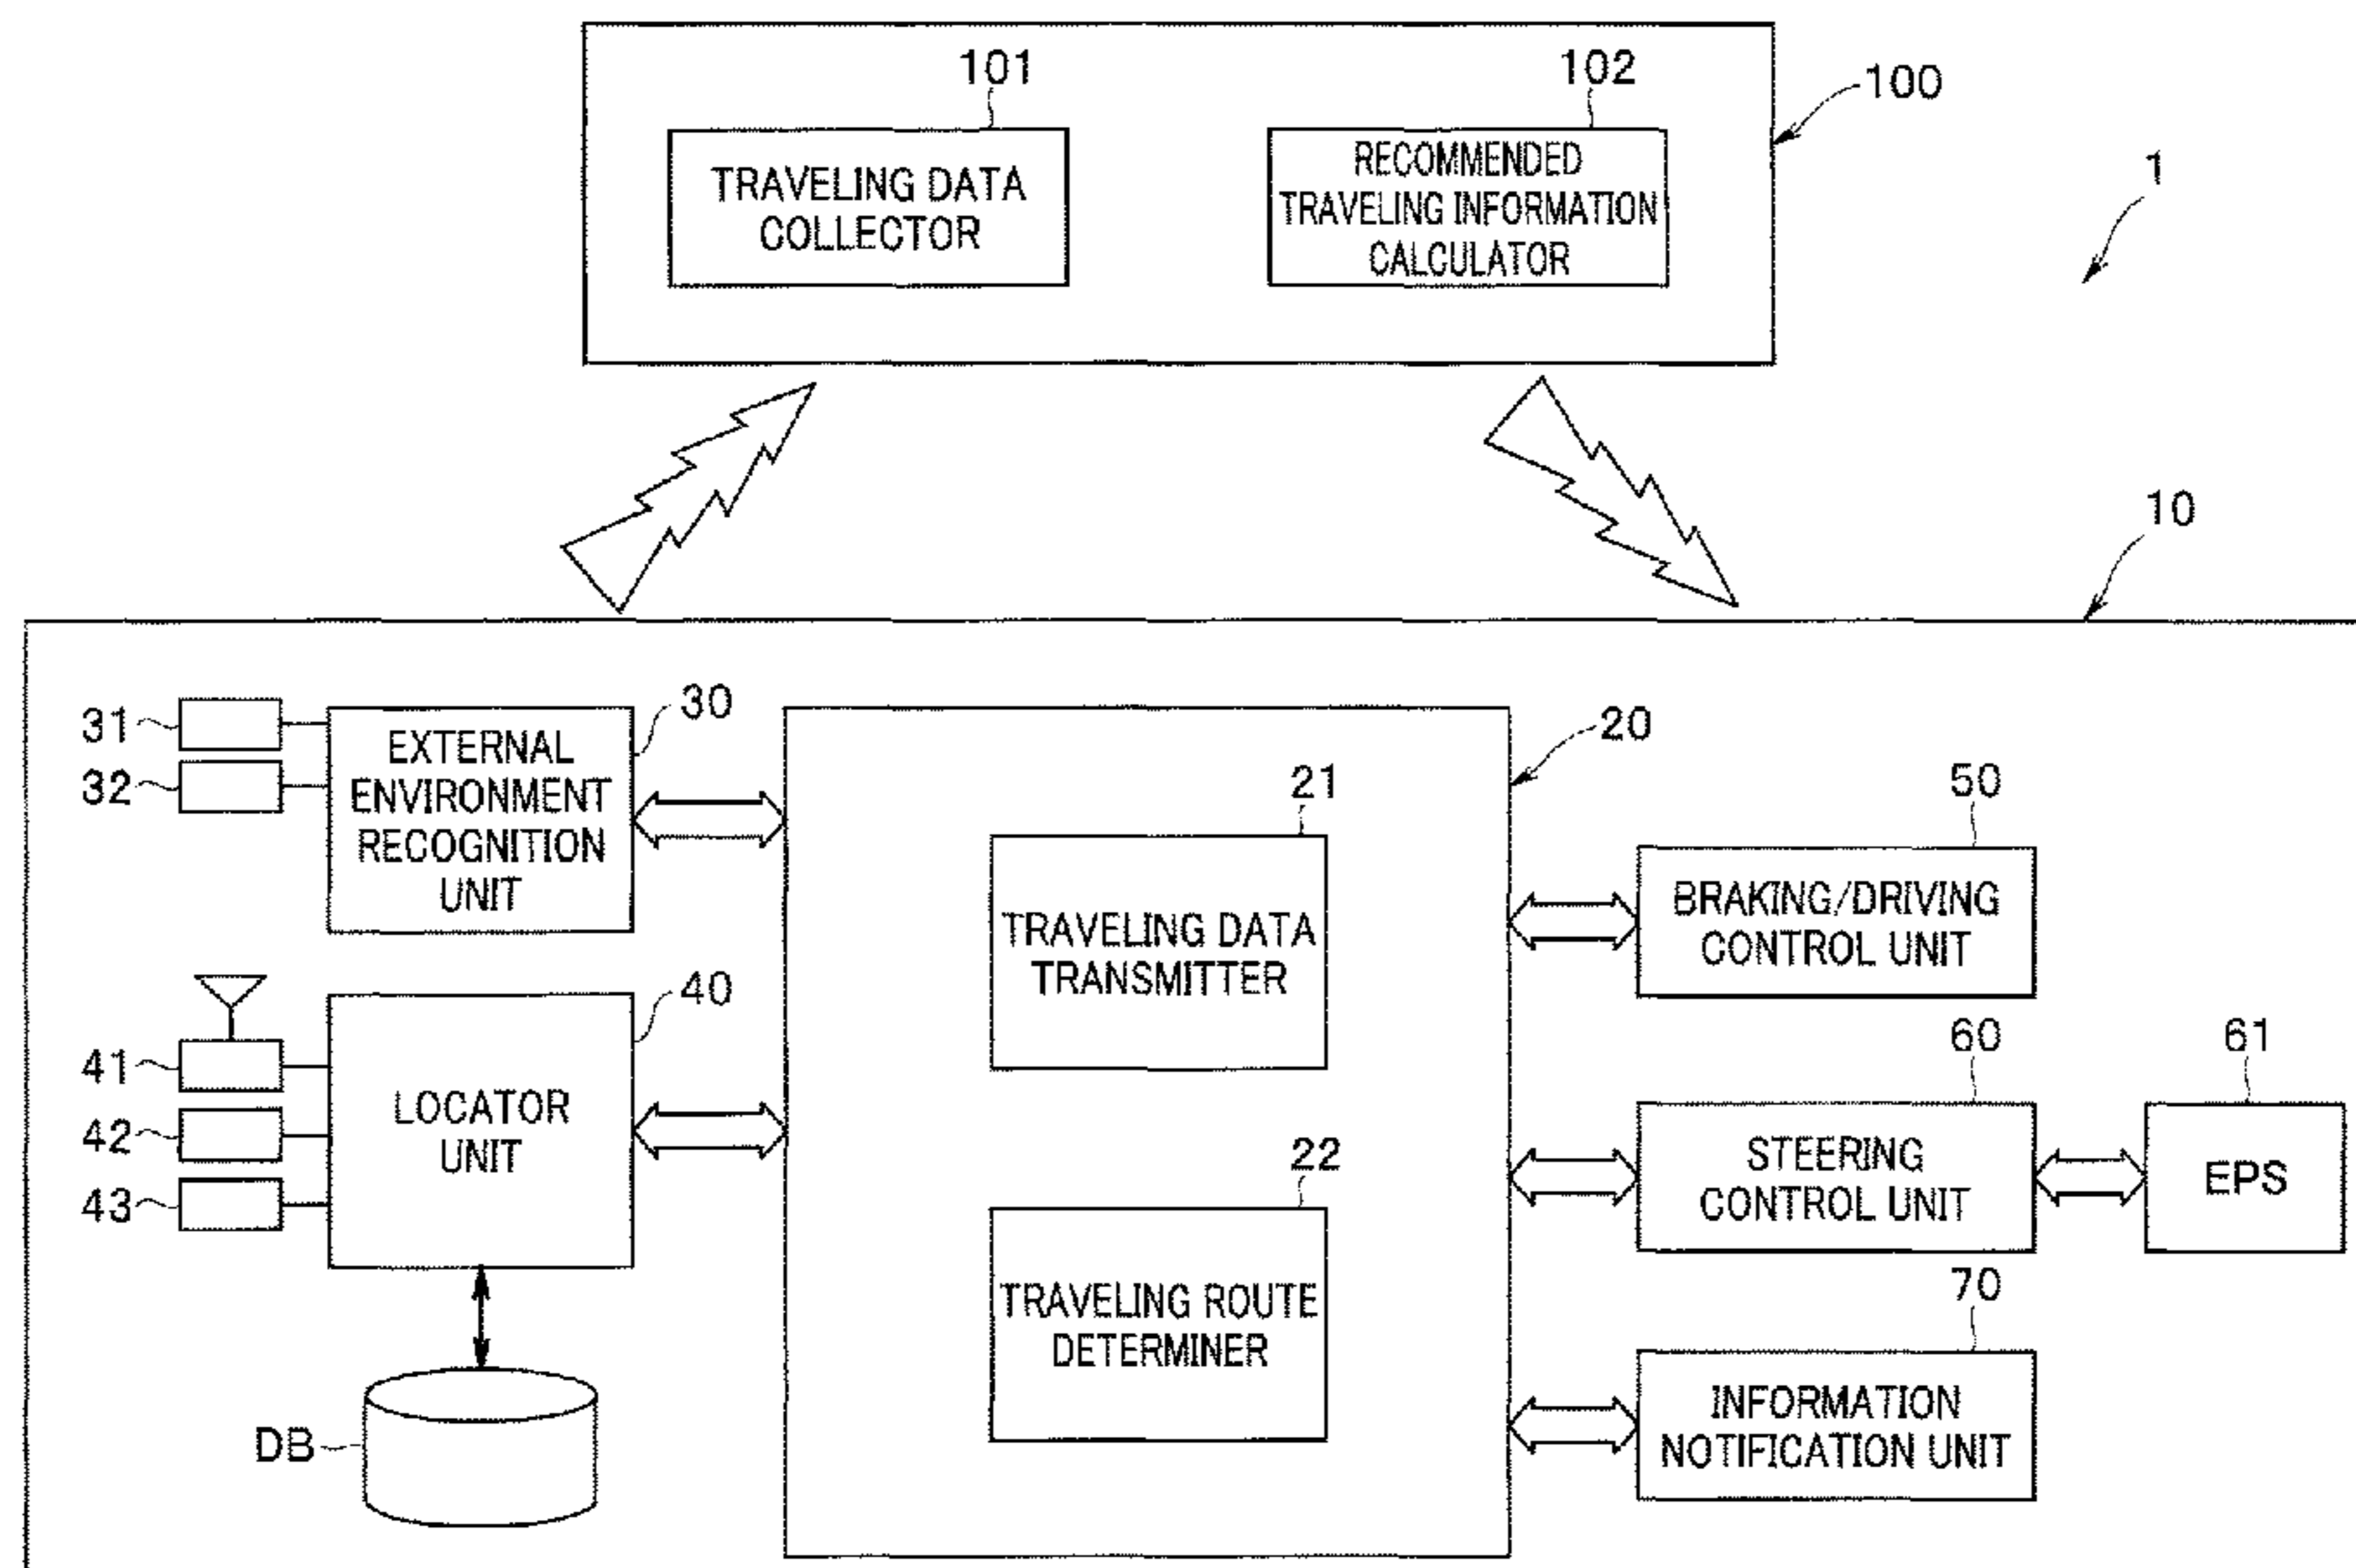 101
102
100
TRAVELING DATA
COLLECTOR
RECOMMENDED
TRAVELING INFORMATION
CALCULATOR
1
10
31
32
30
EXTERNAL
ENVIRONMENT
RECOGNITION
UNIT
20
21
TRAVELING DATA
TRANSMITTER
50
BRAKING/DRIVING
CONTROL UNIT
40
41
42
43
LOCATOR
UNIT
60
STEERING
CONTROL UNIT
61
EPS
22
TRAVELING ROUTE
DETERMINER
70
INFORMATION
NOTIFICATION UNIT
DB